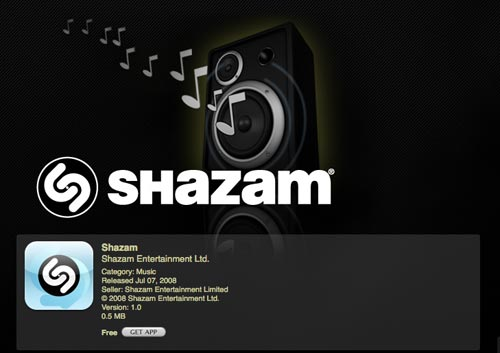 SHazam®
Shazam
Shazam Entertainment Ltd.
Category: Music
Released Jul 07, 2008
Seller: Shazam Entertainment Limited
© 2008 Shazam Entertainment Ltd.
Version: 1.0
0.5 MB
Free GET APP